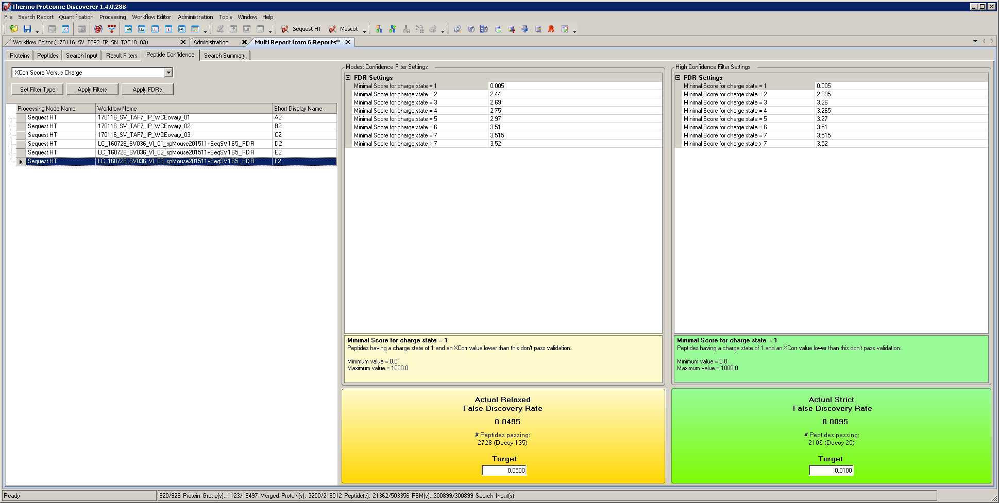 Thermo Proteome Discoverer 1.4.0.288
File Search Report Quantification Processing Workflow Editor Administration Tools Window Help
Sequest HT Mascot
Workflow Editor (170116_SV_TBP2_IP_SN_TAF10_03) Administration Multi Report from 6 Reports*
Proteins Peptides Search Input Result Filters Peptide Confidence Search Summary
XCorr Score Versus Charge
Set Filter Type Apply Filters Apply FDRs
Processing Node Name Workflow Name Short Display Name
Sequest HT 170116_SV_TAF7_IP_WCEovary_01 A2
Sequest HT 170116_SV_TAF7_IP_WCEovary_02 B2
Sequest HT 170116_SV_TAF7_IP_WCEovary_03 C2
Sequest HT LC_160728_SV036_VI_01_spMouse201511+SeqSV165_FDR D2
Sequest HT LC_160728_SV036_VI_02_spMouse201511+SeqSV165_FDR E2
Sequest HT LC_160728_SV036_VI_03_spMouse201511+SeqSV165_FDR F2
Modest Confidence Filter Settings
FDR Settings
Minimal Score for charge state = 1 0.005
Minimal Score for charge state = 2 2.44
Minimal Score for charge state = 3 2.69
Minimal Score for charge state = 4 2.75
Minimal Score for charge state = 5 2.97
Minimal Score for charge state = 6 3.51
Minimal Score for charge state = 7 3.515
Minimal Score for charge state > 7 3.52
Minimal Score for charge state = 1
Peptides having a charge state of 1 and an XCorr value lower than this don't pass validation.
Minimum value = 0.0
Maximum value = 1000.0
Actual Relaxed
False Discovery Rate
0.0495
# Peptides passing:
2728 (Decoy 135)
Target
0.0500
High Confidence Filter Settings
FDR Settings
Minimal Score for charge state = 1 0.005
Minimal Score for charge state = 2 2.695
Minimal Score for charge state = 3 3.26
Minimal Score for charge state = 4 3.265
Minimal Score for charge state = 5 3.27
Minimal Score for charge state = 6 3.51
Minimal Score for charge state = 7 3.515
Minimal Score for charge state > 7 3.52
Minimal Score for charge state = 1
Peptides having a charge state of 1 and an XCorr value lower than this don't pass validation.
Minimum value = 0.0
Maximum value = 1000.0
Actual Strict
False Discovery Rate
0.0095
# Peptides passing:
2106 (Decoy 20)
Target
0.0100
Ready
920/928 Protein Group(s), 1123/16497 Merged Protein(s), 3200/218012 Peptide(s), 21362/503356 PSM(s), 300899/300899 Search Input(s)